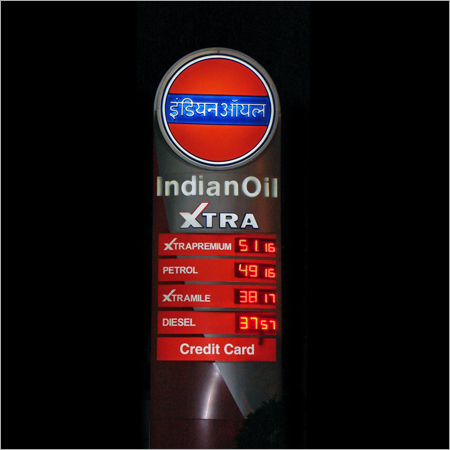 इंडियनऑयल
IndianOil
XTRA
XTRAPREMIUM 51 16
PETROL 49 16
XTRAMILE 38 17
DIESEL 37 57
Credit Card